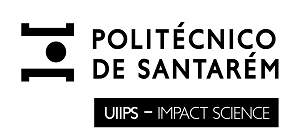 POLITÉCNICO
DE SANTARÉM
UIIPS – IMPACT SCIENCE